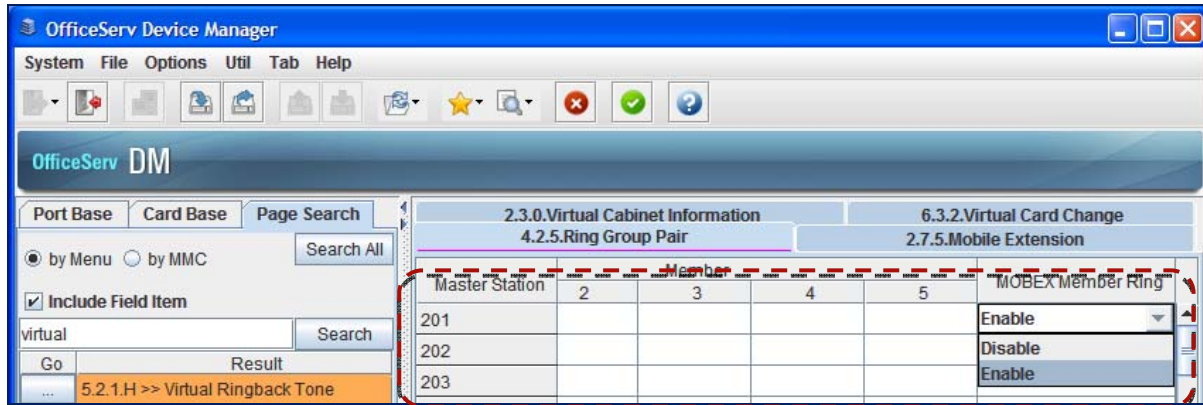 OfficeServ Device Manager
System File Options Util Tab Help
OfficeServ DM
Port Base Card Base Page Search
by Menu by MMC Search All
Include Field Item
virtual Search
Go Result
... 5.2.1.H >> Virtual Ringback Tone
2.3.0.Virtual Cabinet Information 6.3.2.Virtual Card Change
4.2.5.Ring Group Pair 2.7.5.Mobile Extension
Master Station Member MOBEX Member Ring
2 3 4 5
201 Enable
202 Disable
203 Enable